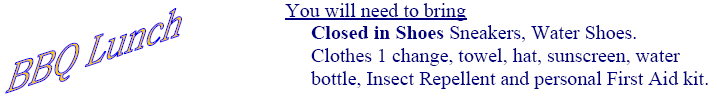 BBQ Lunch
You will need to bring
Closed in Shoes Sneakers, Water Shoes.
Clothes 1 change, towel, hat, sunscreen, water
bottle, Insect Repellent and personal First Aid kit.